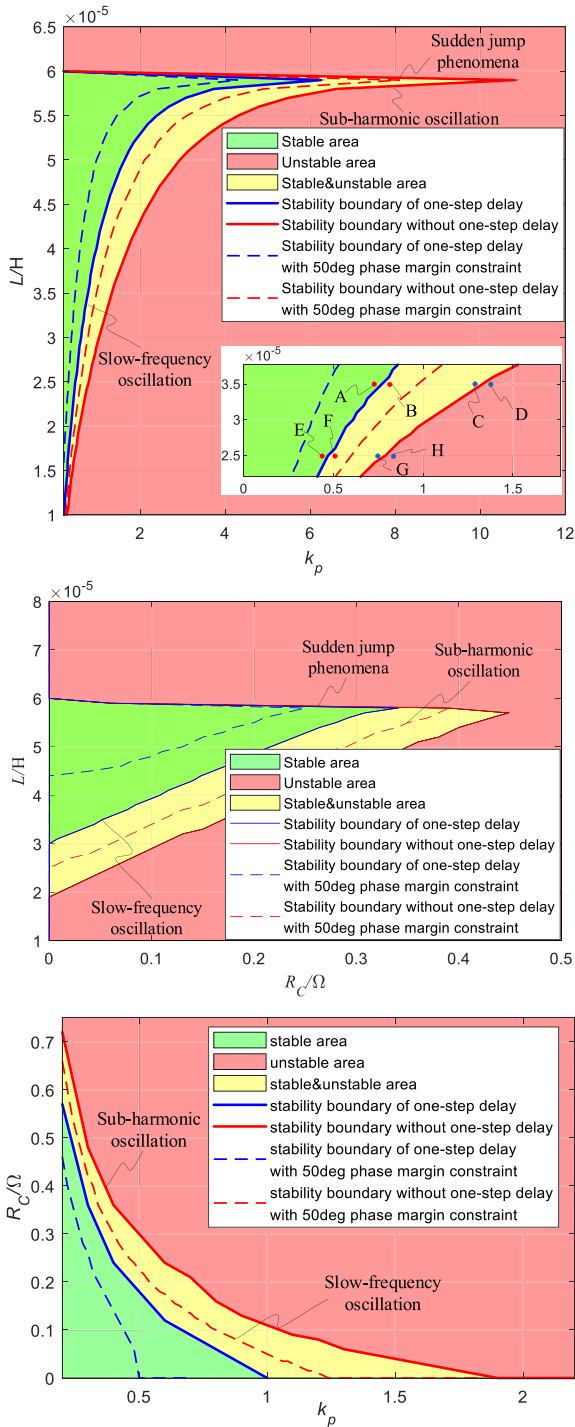 ×10⁻⁵
6.5
6
5.5
5
4.5
4
3.5
3
2.5
2
1.5
1
L/H
Sudden jump
phenomena
Sub-harmonic oscillation
Stable area
Unstable area
Stable&unstable area
Stability boundary of one-step delay
Stability boundary without one-step delay
Stability boundary of one-step delay
with 50deg phase margin constraint
Stability boundary without one-step delay
with 50deg phase margin constraint
Slow-frequency
oscillation
×10⁻⁵
3.5
3
2.5
A
B
C
D
E
F
G
H
0 0.5 1 1.5
2 4 6 8 10 12
kₚ
×10⁻⁵
8
7
6
5
4
3
2
1
L/H
Sudden jump
phenomena
Sub-harmonic
oscillation
Stable area
Unstable area
Stable&unstable area
Stability boundary of one-step delay
Stability boundary without one-step delay
Stability boundary of one-step delay
with 50deg phase margin constraint
Stability boundary without one-step delay
with 50deg phase margin constraint
Slow-frequency
oscillation
0 0.1 0.2 0.3 0.4 0.5
R_C/Ω
0.7
0.6
0.5
0.4
0.3
0.2
0.1
0
R_C/Ω
stable area
unstable area
stable&unstable area
stability boundary of one-step delay
stability boundary without one-step delay
stability boundary of one-step delay
with 50deg phase margin constraint
stability boundary without one-step delay
with 50deg phase margin constraint
Sub-harmonic
oscillation
Slow-frequency
oscillation
0.5 1 1.5 2
kₚ